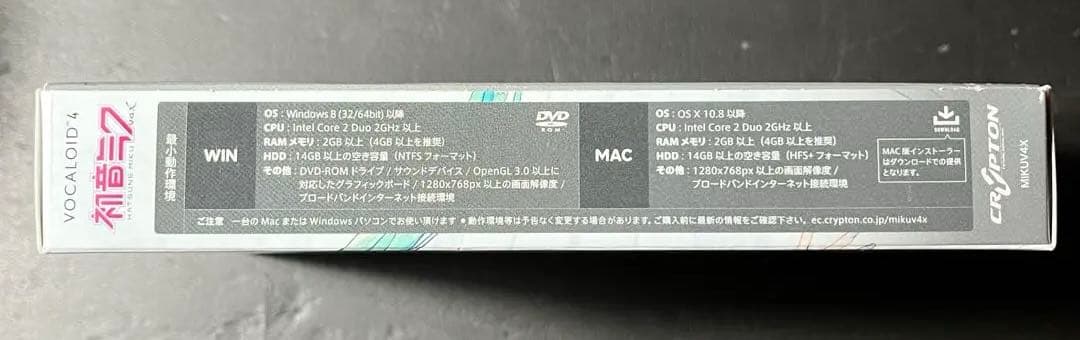 VOCALOID™4
初音ミク V4X
HATSUNE MIKU
最小動作環境
WIN
OS : Windows 8 (32/64bit) 以降
CPU : Intel Core 2 Duo 2GHz 以上
RAM メモリ : 2GB 以上 (4GB 以上を推奨)
HDD : 14GB 以上の空き容量 (NTFS フォーマット)
その他 : DVD-ROM ドライブ / サウンドデバイス / OpenGL 3.0 以上に
対応したグラフィックボード / 1280x768px 以上の画面解像度 /
ブロードバンドインターネット接続環境
DVD
ROM
MAC
OS : OS X 10.8 以降
CPU : Intel Core 2 Duo 2GHz 以上
RAM メモリ : 2GB 以上 (4GB 以上を推奨)
HDD : 14GB 以上の空き容量 (HFS+ フォーマット)
その他 : 1280x768px 以上の画面解像度 /
ブロードバンドインターネット接続環境
DOWNLOAD
MAC 版インストーラー
はダウンロードでの提供
となります。
ご注意 一台の Mac または Windows パソコンでお使い頂けます ※動作環境等は予告なく変更する場合があります。ご購入前に最新の情報をご確認下さい。 ec.crypton.co.jp/mikuv4x
CRYPTON
MIKUV4X